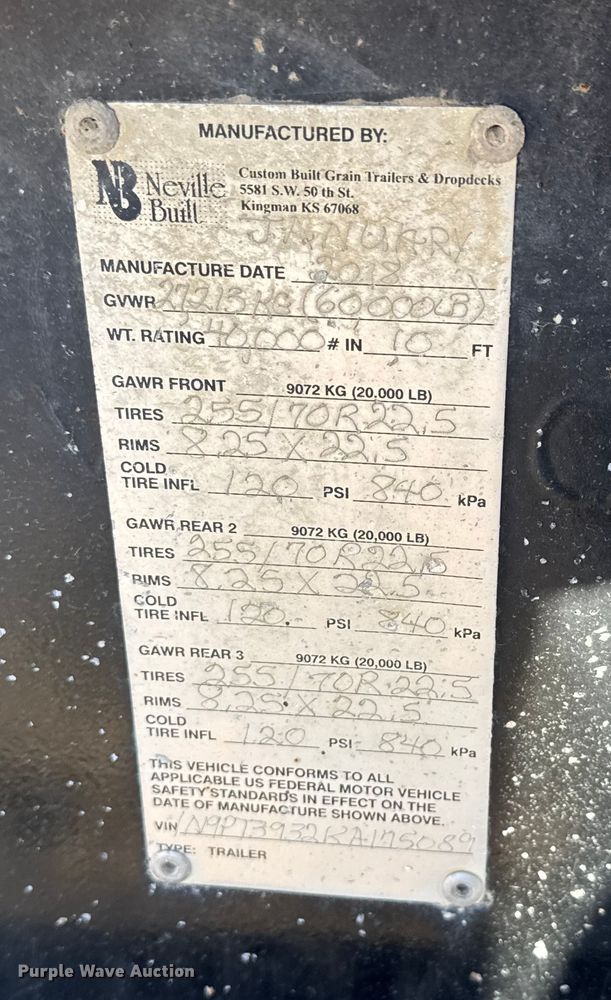 MANUFACTURED BY:
NB Neville Built
Custom Built Grain Trailers & Dropdecks
5581 S.W. 50 th St.
Kingman KS 67068
JANUARY
MANUFACTURE DATE 2018
GVWR 27215 KG (60,000 LB)
WT. RATING 40,000 # IN 10 FT
GAWR FRONT 9072 KG (20,000 LB)
TIRES 255/70R22.5
RIMS 8.25 X 22.5
COLD
TIRE INFL 120 PSI 840 kPa
GAWR REAR 2 9072 KG (20,000 LB)
TIRES 255/70R22.5
RIMS 8.25 X 22.5
COLD
TIRE INFL 120. PSI 840 kPa
GAWR REAR 3 9072 KG (20,000 LB)
TIRES 255/70R22.5
RIMS 8.25 X 22.5
COLD
TIRE INFL 120 PSI 840 kPa
THIS VEHICLE CONFORMS TO ALL
APPLICABLE US FEDERAL MOTOR VEHICLE
SAFETY STANDARDS IN EFFECT ON THE
DATE OF MANUFACTURE SHOWN ABOVE.
VIN
TYPE: TRAILER
Purple Wave Auction